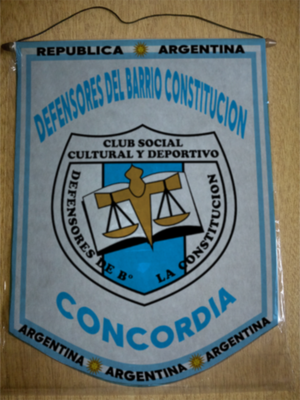 REPUBLICA ARGENTINA
DEFENSORES DEL BARRIO CONSTITUCION
CLUB SOCIAL
CULTURAL Y DEPORTIVO
DEFENSORES DE Bº LA CONSTITUCION
CONCORDIA
ARGENTINA ARGENTINA ARGENTINA